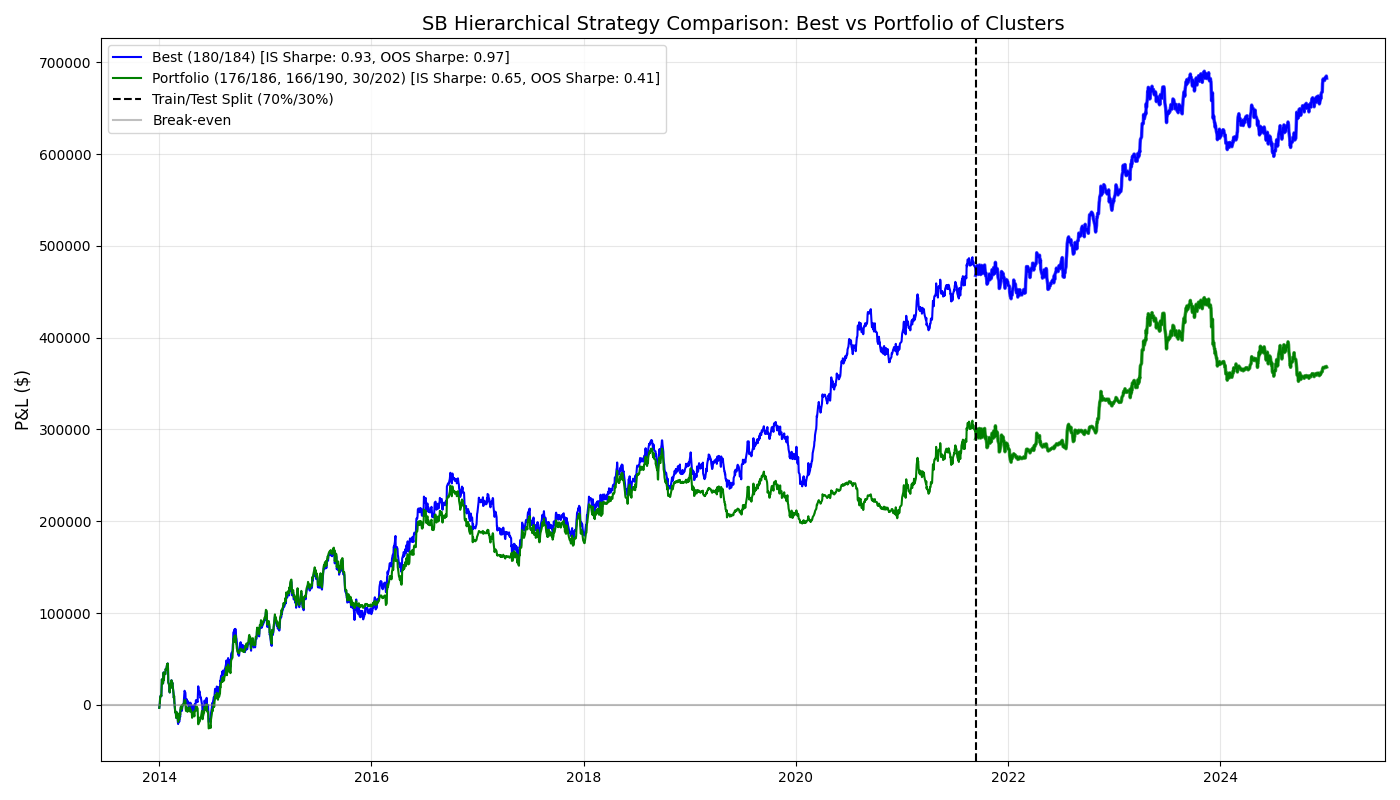 SB Hierarchical Strategy Comparison: Best vs Portfolio of Clusters
Best (180/184) [IS Sharpe: 0.93, OOS Sharpe: 0.97]
Portfolio (176/186, 166/190, 30/202) [IS Sharpe: 0.65, OOS Sharpe: 0.41]
Train/Test Split (70%/30%)
Break-even
P&L ($)
700000
600000
500000
400000
300000
200000
100000
0
2014
2016
2018
2020
2022
2024